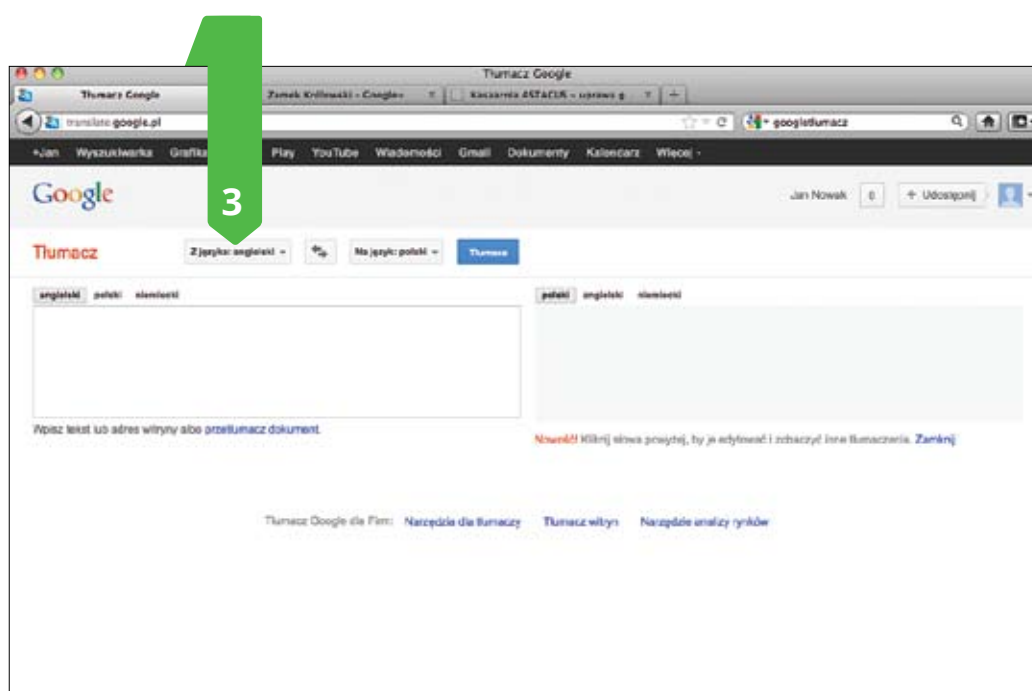 Tłumacz Google
Tłumacz Google Zamek Królewski - Google+ Kaczarnia ASTACUS - uprawa g
translate.google.pl googletłumacz
+Jan Wyszukiwarka Grafika Play YouTube Wiadomości Gmail Dokumenty Kalendarz Więcej
Google 3 Jan Nowak 0 + Udostępnij
Tłumacz Z języka: angielski Na język: polski Tłumacz
angielski polski niemiecki polski angielski niemiecki
Wpisz tekst lub adres witryny albo przetłumacz dokument.
Nowość! Kliknij słowa powyżej, by je edytować i zobaczyć inne tłumaczenia. Zamknij
Tłumacz Google dla Firm: Narzędzia dla tłumaczy Tłumacz witryn Narzędzie analizy rynków